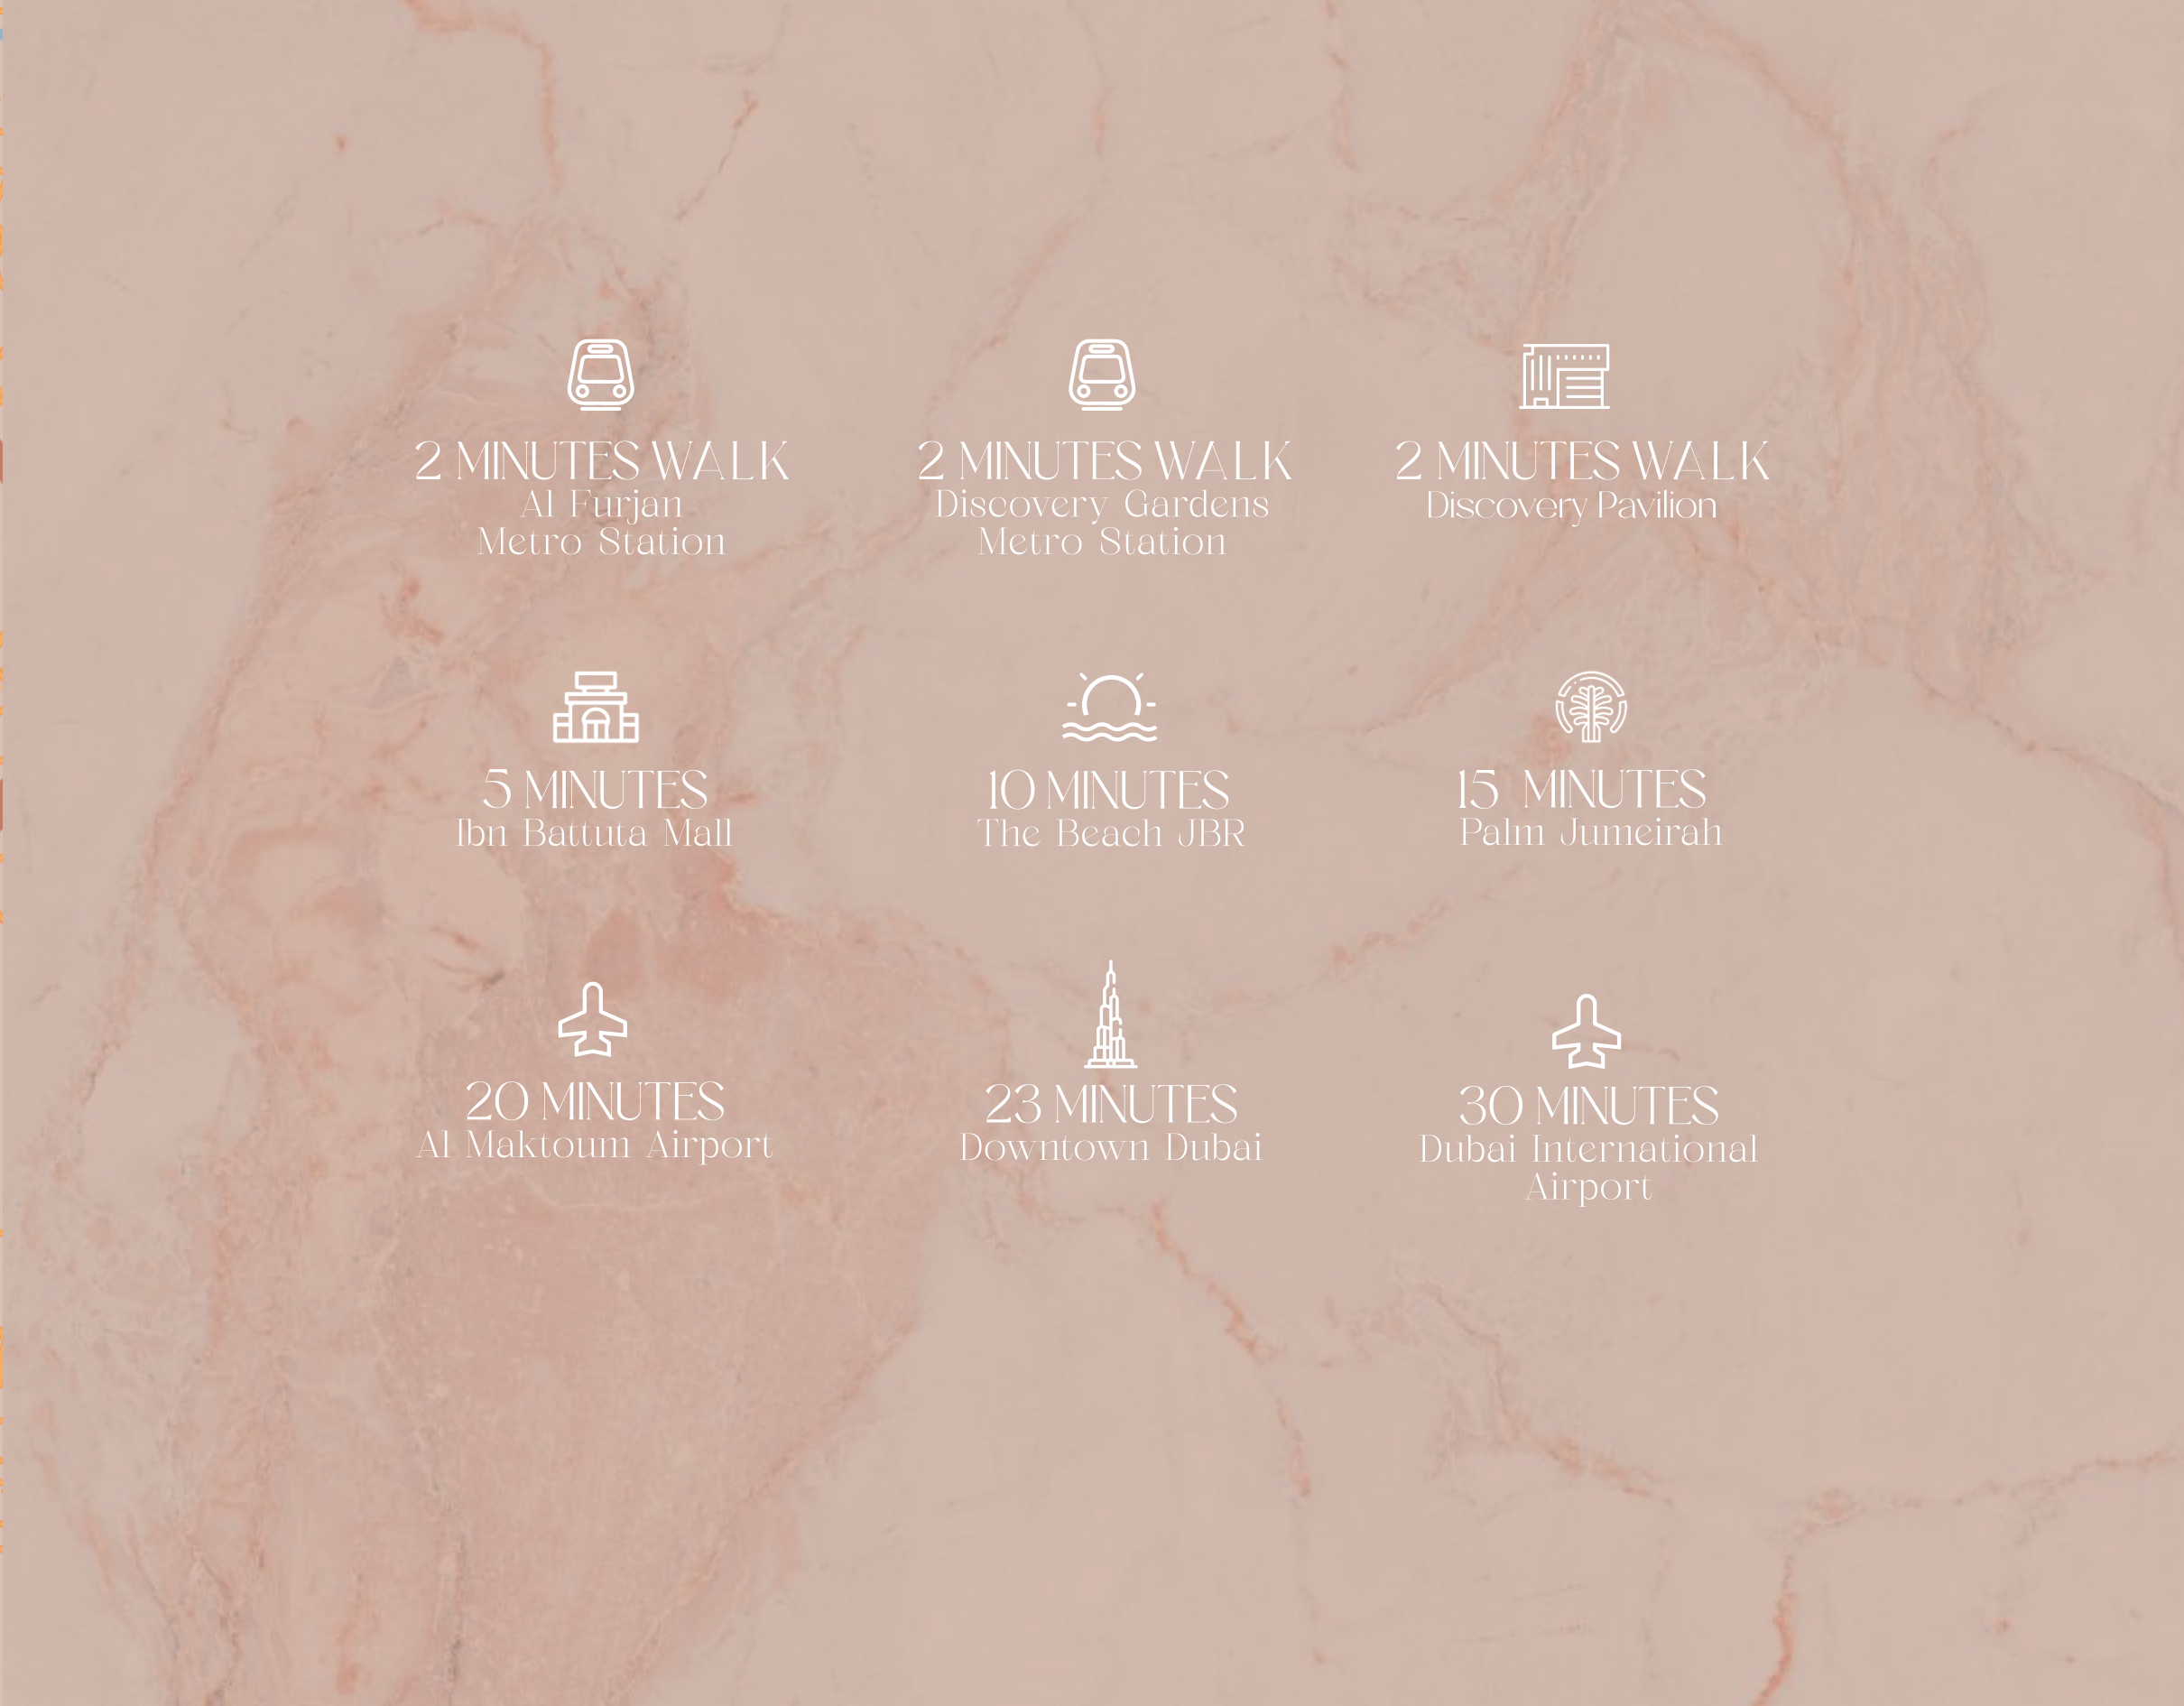 2 MINUTES WALK
Al Furjan
Metro Station
2 MINUTES WALK
Discovery Gardens
Metro Station
2 MINUTES WALK
Discovery Pavilion
5 MINUTES
Ibn Battuta Mall
10 MINUTES
The Beach JBR
15 MINUTES
Palm Jumeirah
20 MINUTES
Al Maktoum Airport
23 MINUTES
Downtown Dubai
30 MINUTES
Dubai International
Airport